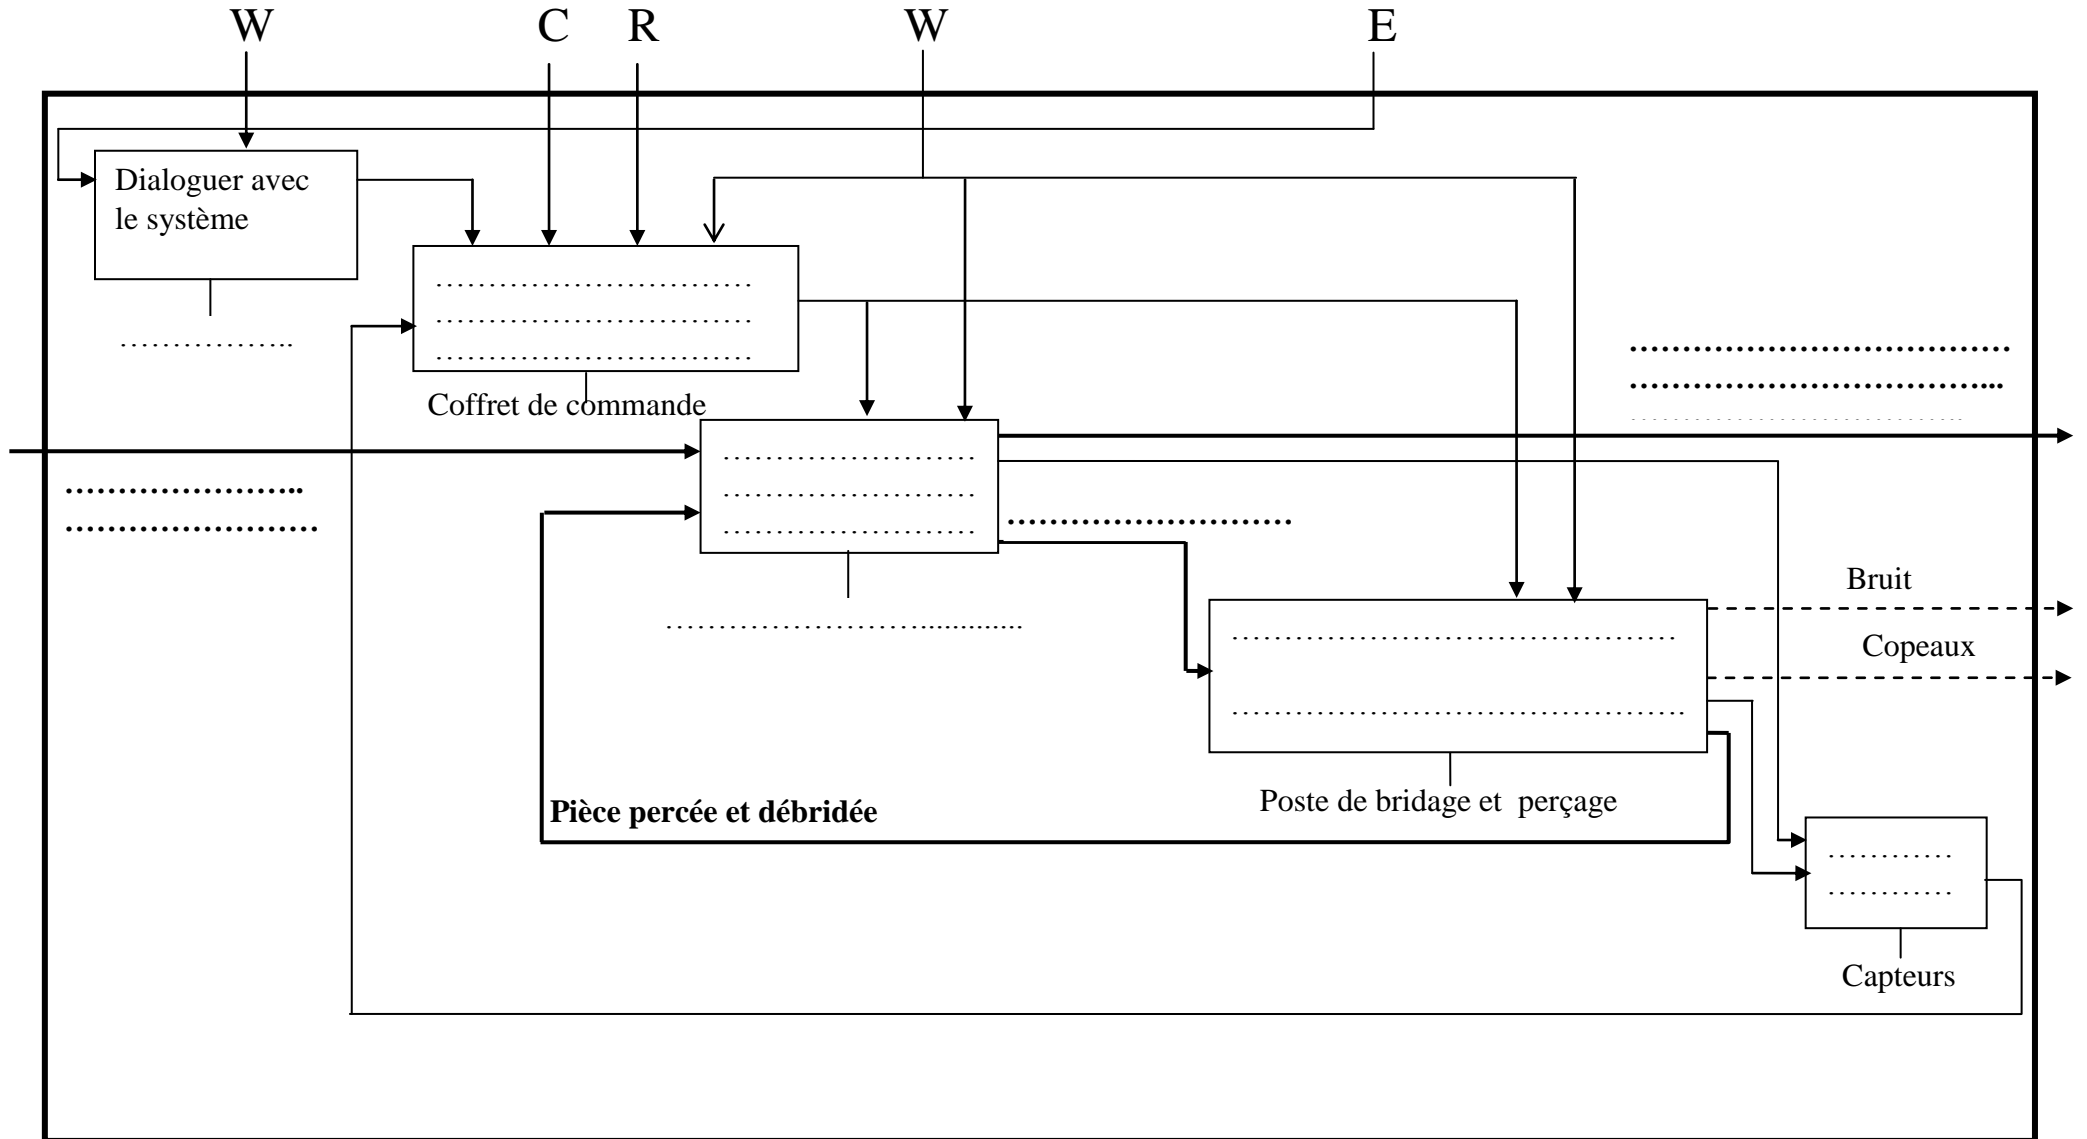 W C R W E
Dialoguer avec
le système
Coffret de commande
Bruit
Copeaux
Pièce percée et débridée
Poste de bridage et perçage
Capteurs